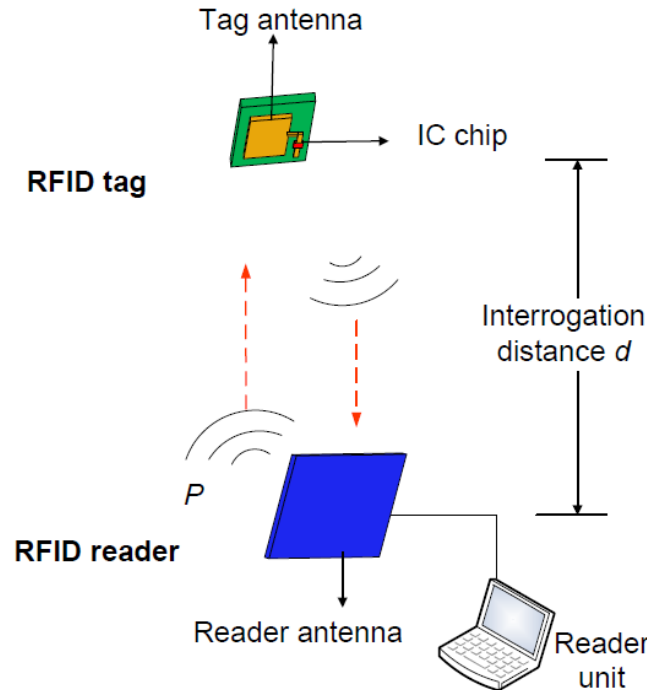 Tag antenna
IC chip
RFID tag
Interrogation
distance d
P
RFID reader
Reader antenna
Reader
unit